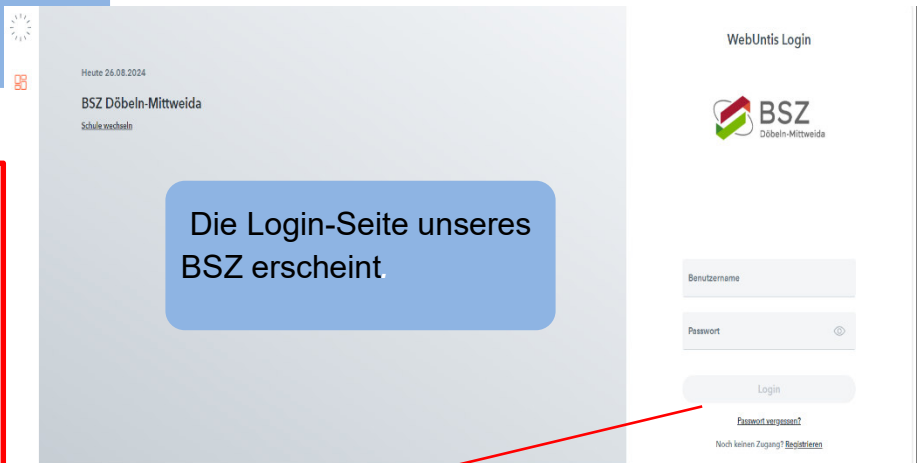 Heute 26.08.2024
BSZ Döbeln-Mittweida
Schule wechseln
Die Login-Seite unseres
BSZ erscheint.
WebUntis Login
BSZ
Döbeln-Mittweida
Benutzername
Passwort
Login
Passwort vergessen?
Noch keinen Zugang? Registrieren